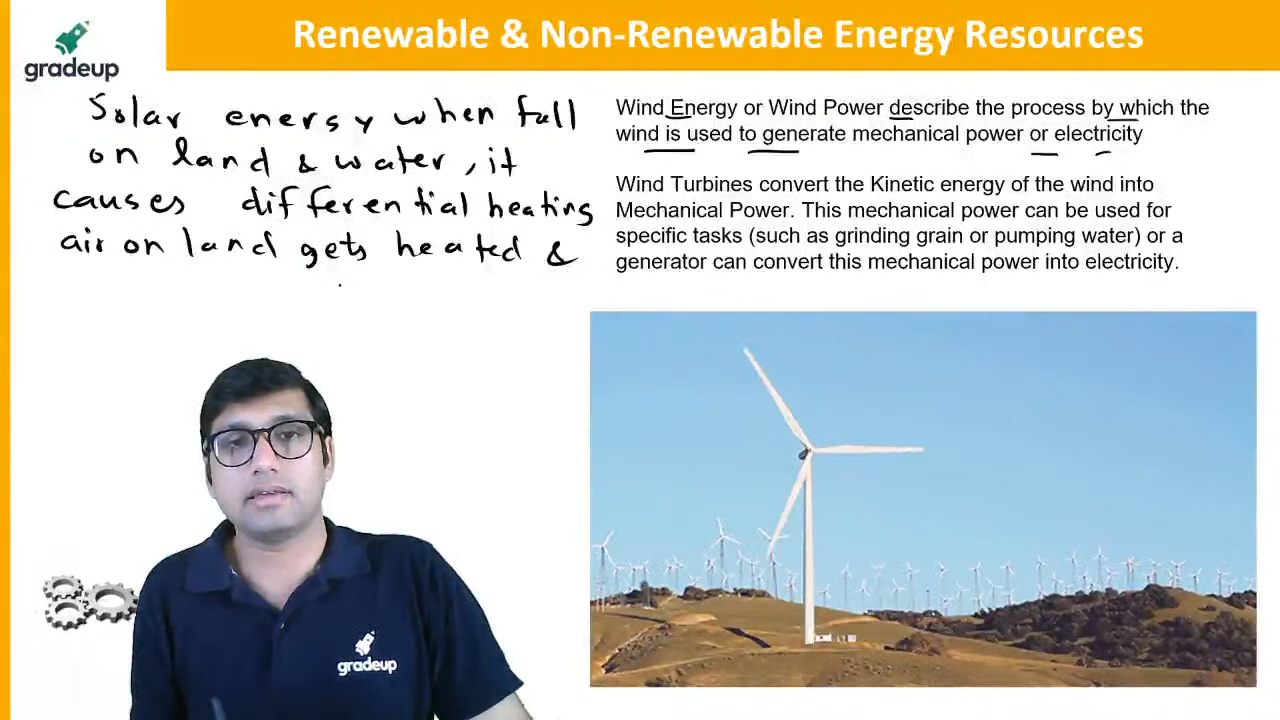 Renewable & Non-Renewable Energy Resources
gradeup
Solar energy when fall
on land & water, it
causes differential heating
air on land gets heated &
Wind Energy or Wind Power describe the process by which the
wind is used to generate mechanical power or electricity
Wind Turbines convert the Kinetic energy of the wind into
Mechanical Power. This mechanical power can be used for
specific tasks (such as grinding grain or pumping water) or a
generator can convert this mechanical power into electricity.
gradeup